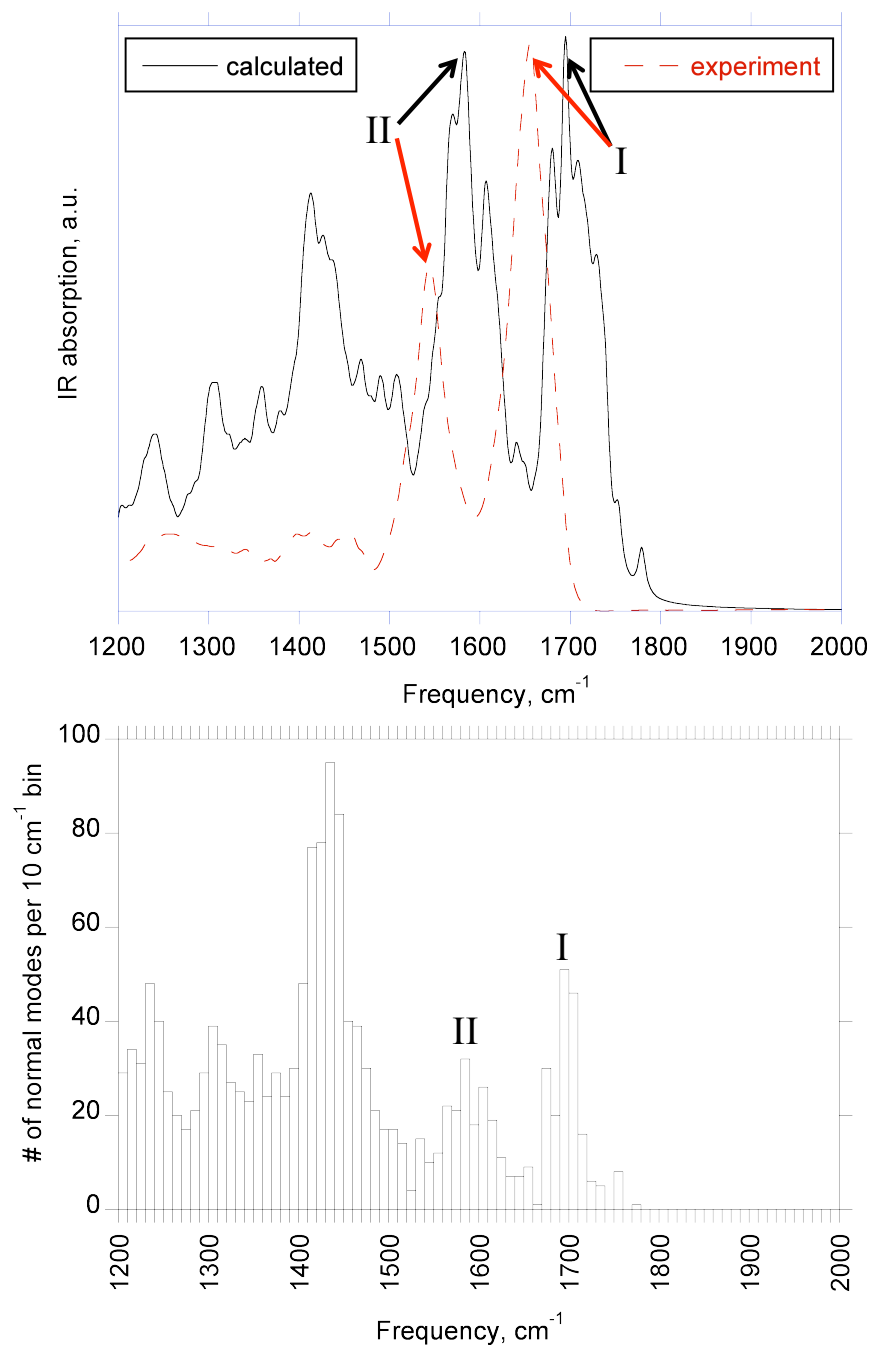 calculated
experiment
II
I
IR absorption, a.u.
1200 1300 1400 1500 1600 1700 1800 1900 2000
Frequency, cm-1
# of normal modes per 10 cm-1 bin
100
80
60
40
20
0
I
II
1200 1300 1400 1500 1600 1700 1800 1900 2000
Frequency, cm-1